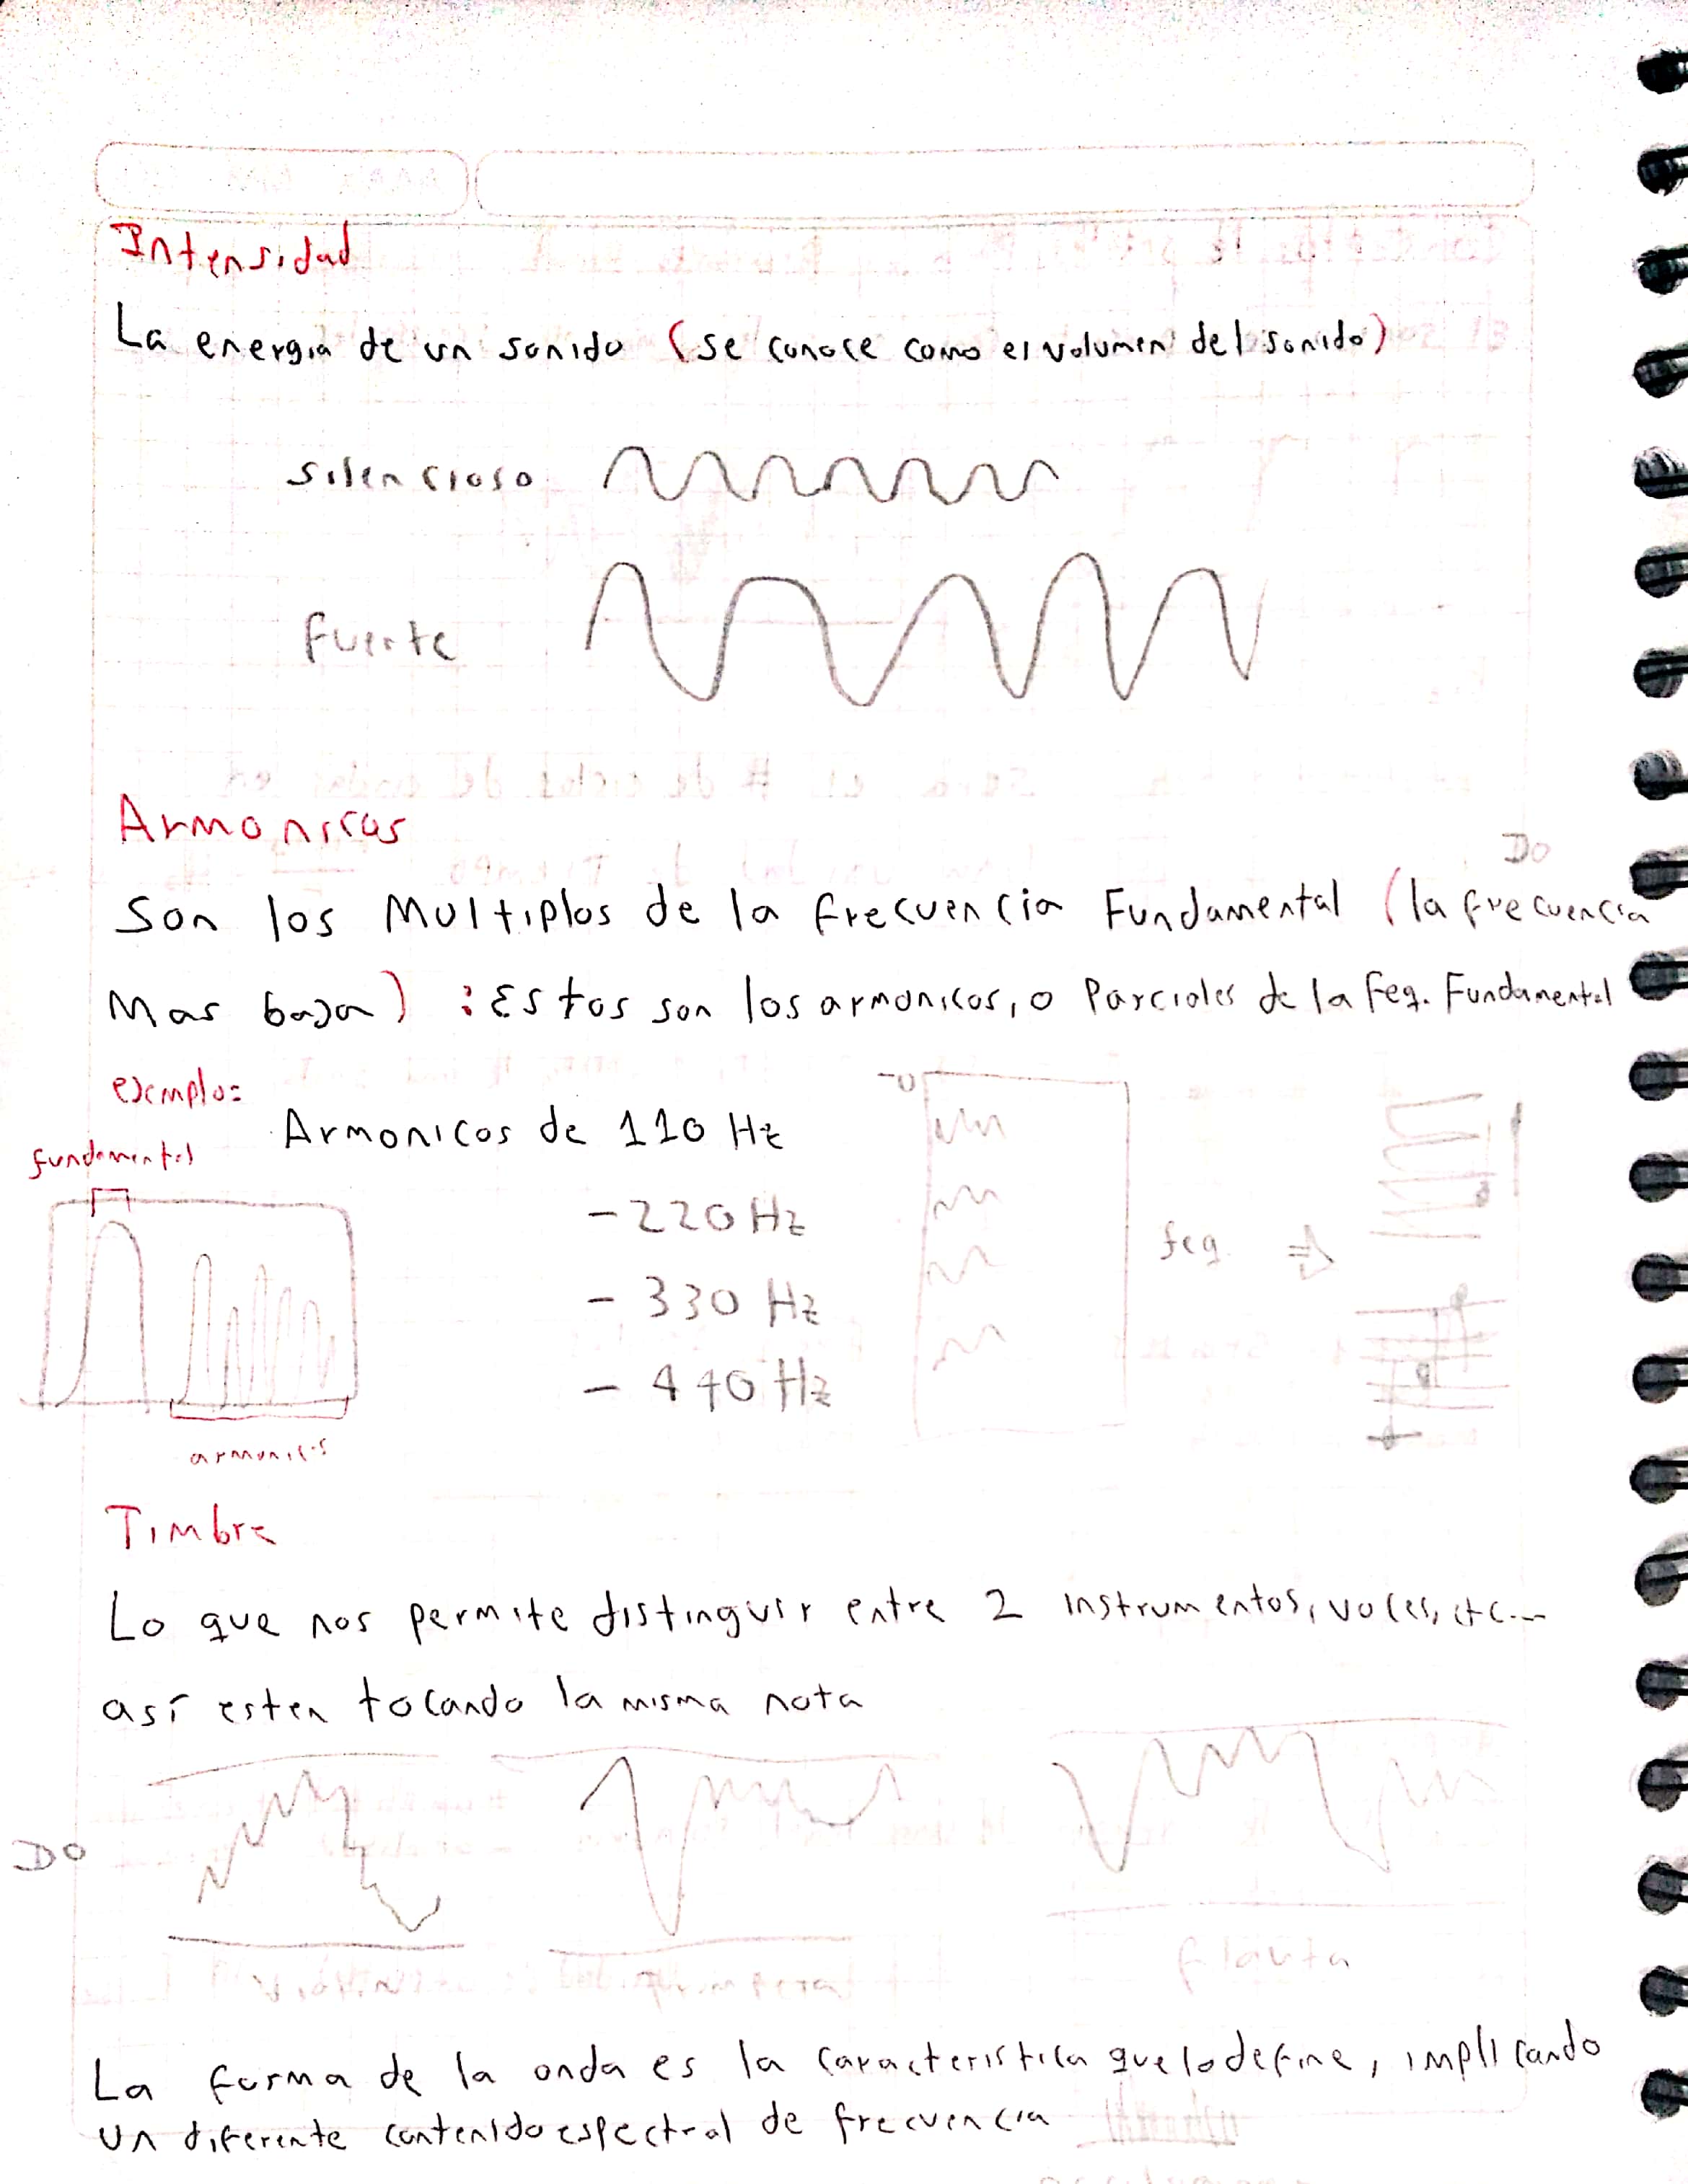 Intensidad
La energia de un sonido (se conoce como el volumen del sonido)
silencioso
fuerte
Armonicos
DO
Son los Multiplos de la frecuencia Fundamental (la frecuencia
Mas baja) : Estos son los armonicos, o Parciales de la Feq. Fundamental
ejemplo:
Armonicos de 110 Hz
fundamental
- 220 Hz
feq.
- 330 Hz
- 440 Hz
armonicos
Timbre
Lo que nos permite distinguir entre 2 instrumentos, voces, etc...
así esten tocando la misma nota
DO
Violin
Trompeta
flauta
La forma de la onda es la caracteristica que lo define, implicando
un diferente contenido espectral de frecuencia